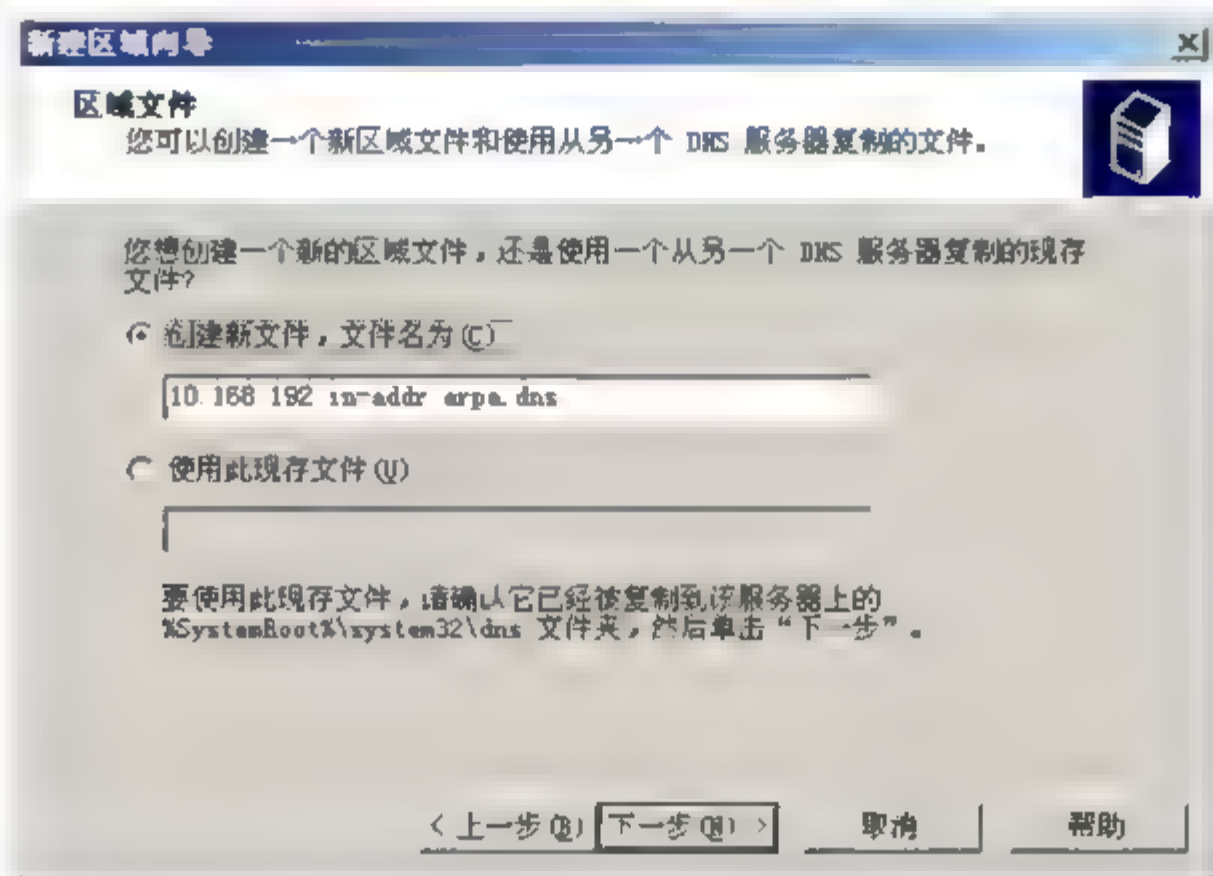 新建区域向导
区域文件
您可以创建一个新区域文件和使用从另一个 DNS 服务器复制的文件。
您想创建一个新的区域文件，还是使用一个从另一个 DNS 服务器复制的现存
文件?
创建新文件，文件名为(C)
10.168 192 in-addr arpa.dns
使用此现存文件(U)
要使用此现存文件，请确认它已经被复制到该服务器上的
%SystemRoot%\system32\dns 文件夹，然后单击“下一步”。
< 上一步(B) 下一步(N) > 取消 帮助